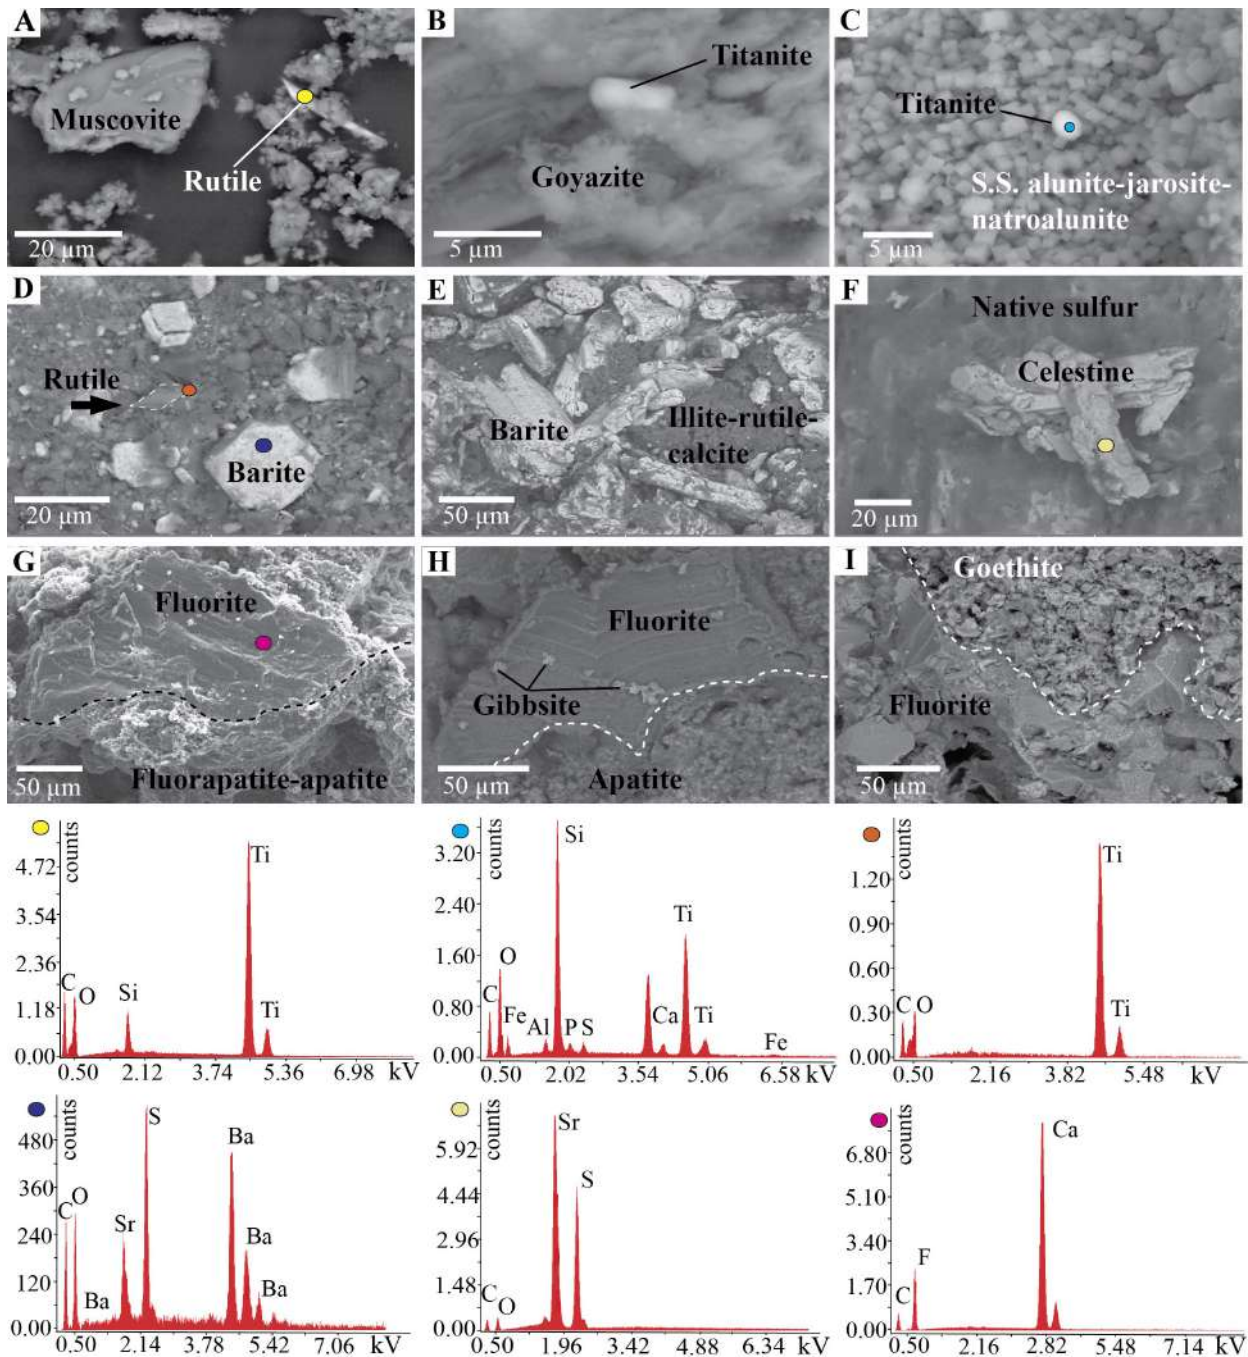 A
Muscovite
Rutile
20 µm
B
Titanite
Goyazite
5 µm
C
Titanite
S.S. alunite-jarosite-
natroalunite
5 µm
D
Rutile
Barite
20 µm
E
Barite
Illite-rutile-
calcite
50 µm
F
Native sulfur
Celestine
20 µm
G
Fluorite
Fluorapatite-apatite
50 µm
H
Fluorite
Gibbsite
Apatite
50 µm
I
Goethite
Fluorite
50 µm
counts
4.72
3.54
2.36
1.18
0.00
C
O
Si
Ti
Ti
0.50 2.12 3.74 5.36 6.98 kV
counts
3.20
2.40
1.60
0.80
0.00
C
O
Fe
Al
Si
P
S
Ca
Ti
Ti
Fe
0.50 2.02 3.54 5.06 6.58 kV
counts
1.20
0.90
0.60
0.30
0.00
C
O
Ti
Ti
0.50 2.16 3.82 5.48 kV
counts
480
360
240
120
0.00
C
O
Ba
Sr
S
Ba
Ba
Ba
0.50 2.14 5.42 7.06 kV
counts
5.92
4.44
2.96
1.48
0.00
C
O
Sr
S
0.50 1.96 4.88 6.34 kV
counts
6.80
5.10
3.40
1.70
0.00
C
F
Ca
0.50 2.82 5.48 7.14 kV